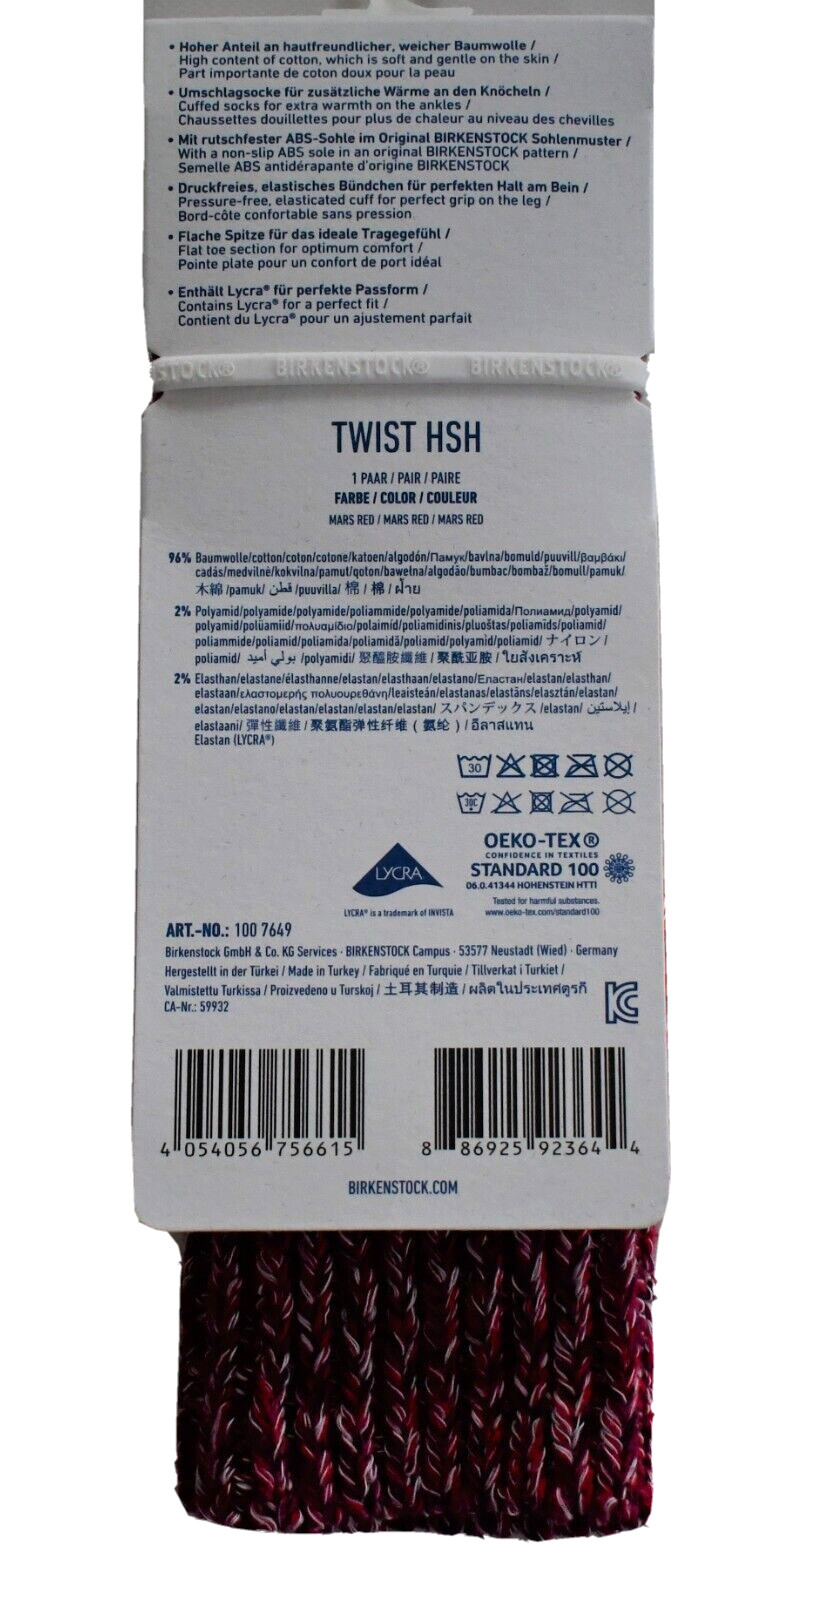 • Hoher Anteil an hautfreundlicher, weicher Baumwolle /
High content of cotton, which is soft and gentle on the skin /
Part importante de coton doux pour la peau
• Umschlagsocke für zusätzliche Wärme an den Knöcheln /
Cuffed socks for extra warmth on the ankles /
Chaussettes douillettes pour plus de chaleur au niveau des chevilles
• Mit rutschfester ABS-Sohle im Original BIRKENSTOCK Sohlenmuster /
With a non-slip ABS sole in an original BIRKENSTOCK pattern /
Semelle ABS antidérapante d'origine BIRKENSTOCK
• Druckfreies, elastisches Bündchen für perfekten Halt am Bein /
Pressure-free, elasticated cuff for perfect grip on the leg /
Bord-côte confortable sans pression
• Flache Spitze für das ideale Tragegefühl /
Flat toe section for optimum comfort /
Pointe plate pour un confort de port idéal
• Enthält Lycra® für perfekte Passform /
Contains Lycra® for a perfect fit /
Contient du Lycra® pour un ajustement parfait
STOCK® BIRKENSTOCK® BIRKENSTOCK®
TWIST HSH
1 PAAR / PAIR / PAIRE
FARBE / COLOR / COULEUR
MARS RED / MARS RED / MARS RED
96% Baumwolle/cotton/coton/cotone/katoen/algodón/Памук/bavlna/bomuld/puuvill/βαμβάκι/
cadás/medvilnė/kokvilna/pamut/qoton/bawełna/algodão/bumbac/bombaž/bomull/pamuk/
木綿 /pamuk/ قطن /puuvilla/ 棉 / 棉 / ฝ้าย
2% Polyamid/polyamide/polyamide/poliammide/polyamide/poliamida/Полиамид/polyamid/
polyamid/polüamiid/πολυαμίδιο/polaimíd/poliamidinis/pluoštas/poliamīds/poliamid/
poliammide/poliamid/poliamida/poliamidă/poliamid/polyamid/poliamid/ ナイロン /
poliamid/ بولي أميد /polyamidi/ 聚醯胺纖維 / 聚酰亚胺 / ใยสังเคราะห์
2% Elasthan/elastane/élasthanne/elastan/elasthaan/elastano/Еластан/elastan/elasthan/
elastaan/ελαστομερής πολυουρεθάνη/leaisteán/elastanas/elastāns/elasztán/elastan/
elastan/elastano/elastan/elastan/elastan/elastan/ スパンデックス /elastan/ إيلاستين /
elastaani/ 彈性纖維 / 聚氨酯弹性纤维 ( 氨纶 ) / อีลาสแทน
Elastan (LYCRA®)
30
30C
LYCRA
LYCRA® is a trademark of INVISTA
OEKO-TEX®
CONFIDENCE IN TEXTILES
STANDARD 100
06.0.41344 HOHENSTEIN HTTI
Tested for harmful substances.
www.oeko-tex.com/standard100
ART.-NO.: 100 7649
Birkenstock GmbH & Co. KG Services · BIRKENSTOCK Campus · 53577 Neustadt (Wied) · Germany
Hergestellt in der Türkei / Made in Turkey / Fabriqué en Turquie / Tillverkat i Turkiet /
Valmistettu Turkissa / Proizvedeno u Turskoj / 土耳其制造 / ผลิตในประเทศตุรกี
CA-Nr.: 59932
4 054056 756615
8 86925 92364 4
BIRKENSTOCK.COM